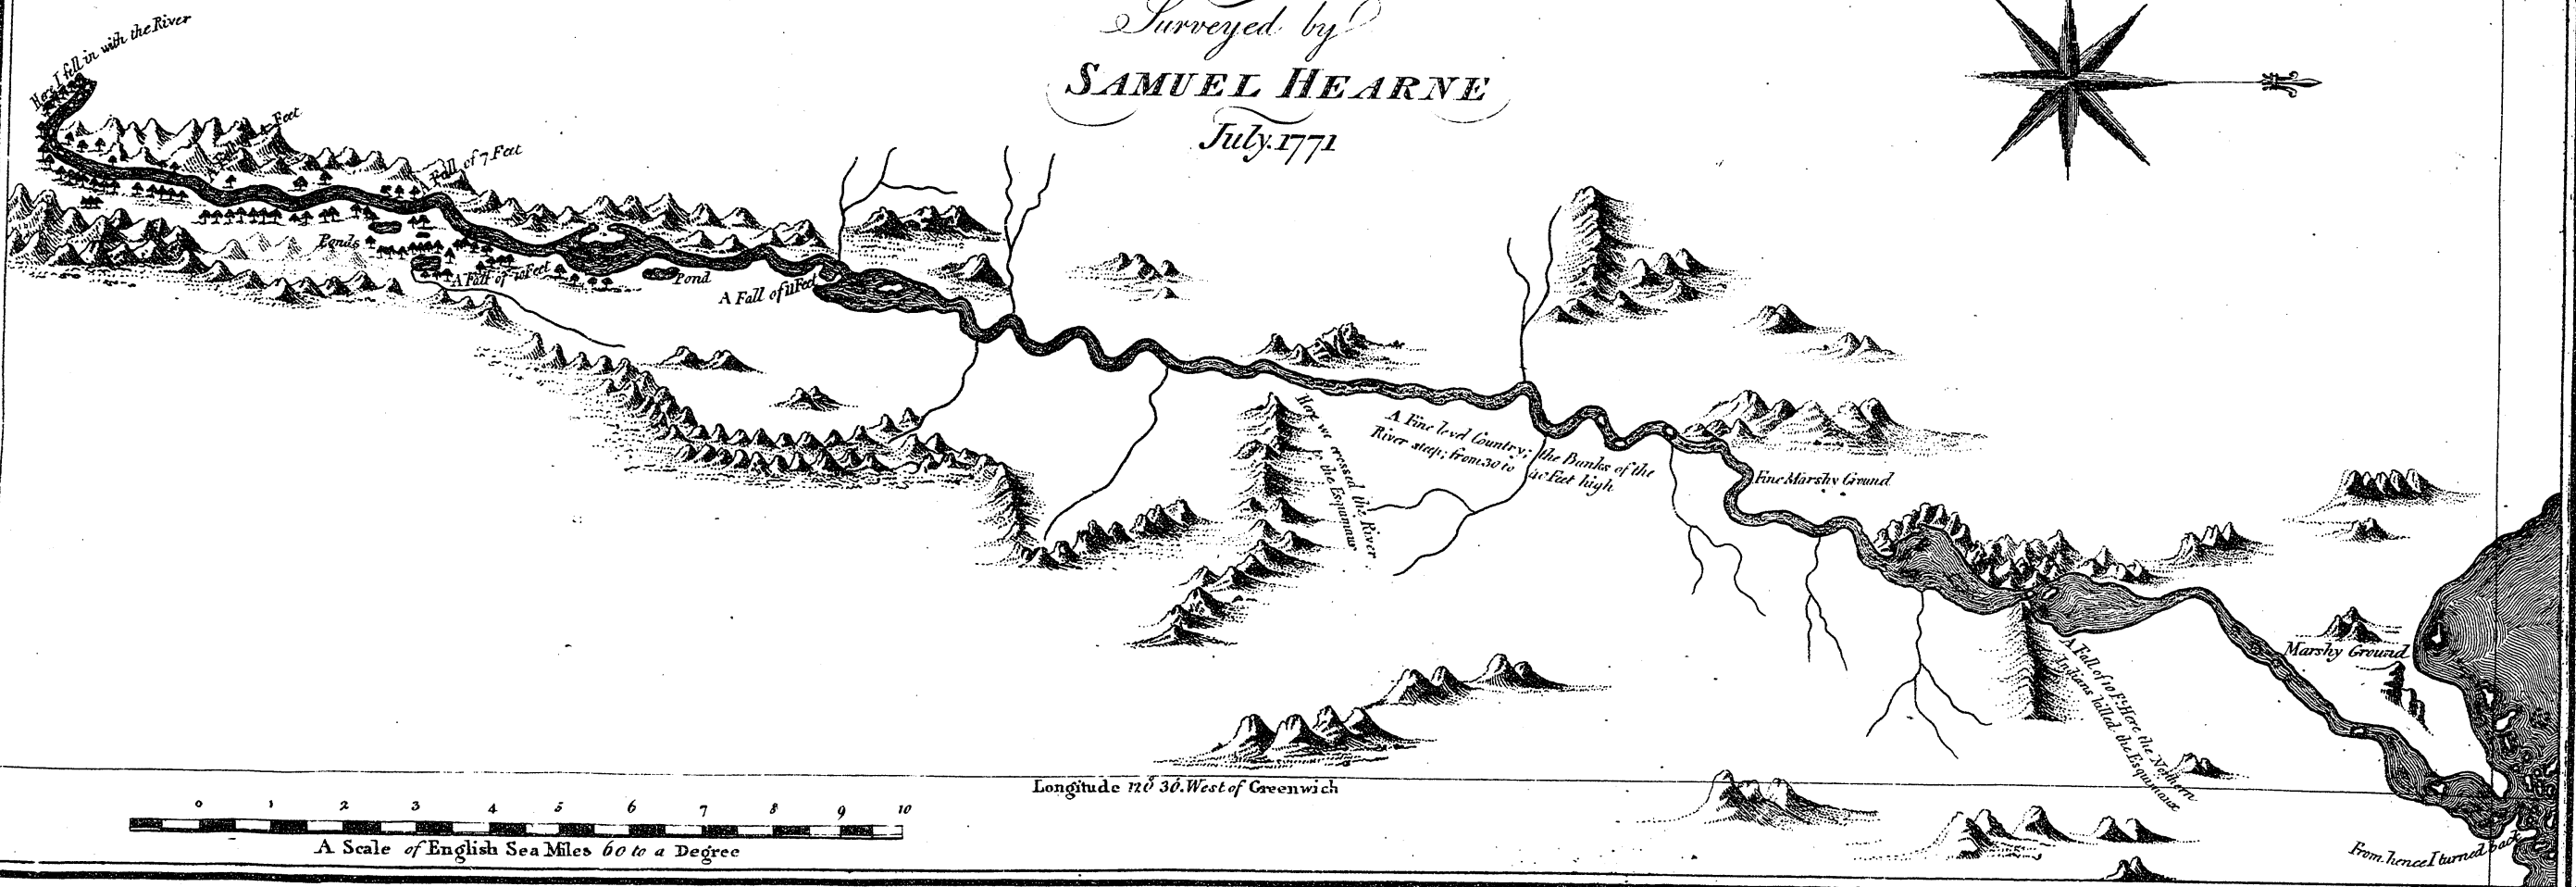 Surveyed by
SAMUEL HEARNE
July. 1771
Here I fell in with the River
Feet
Fall of 7 Feet
Ponds
A Fall of 10 Feet
Pond
A Fall of 11 Feet
Here we crossed the River
to the Esquimaux
A Fine level Country; the Banks of the
River steep; from 30 to 40 Feet high
Fine Marshy Ground
Marshy Ground
A Fall of 10 Ft. Here the Nothern
Indians killed the Esquimaux
Longitude 120° 30'. West of Greenwich
0 1 2 3 4 5 6 7 8 9 10
A Scale of English Sea Miles 60 to a Degree
From hence I turned back